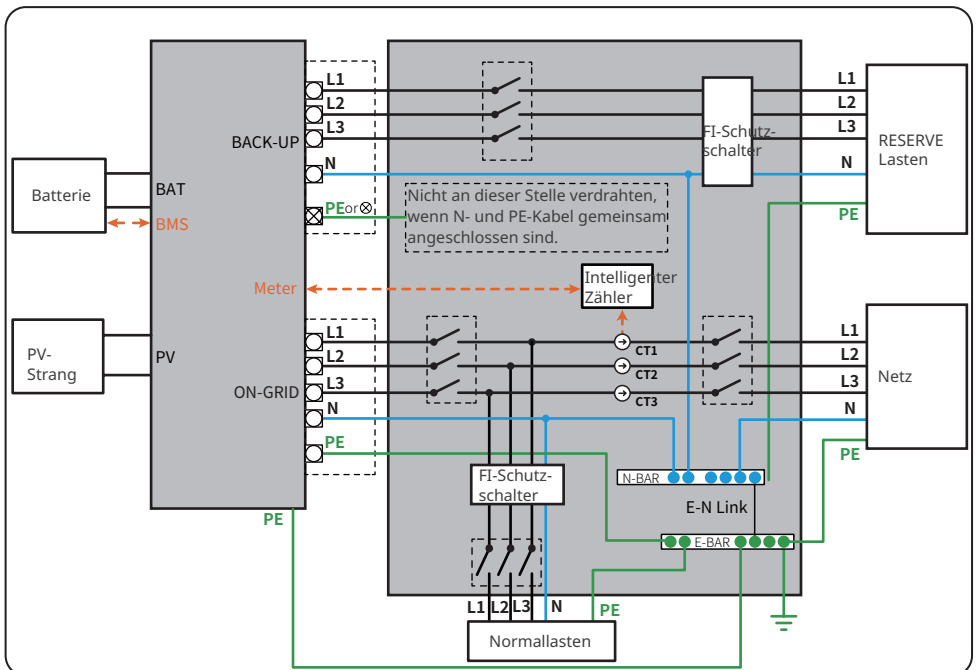 BACK-UP
L1
L2
L3
N
PE or
BAT
BMS
Batterie
Meter
PV
PV-
Strang
ON-GRID
L1
L2
L3
N
PE
PE
Nicht an dieser Stelle verdrahten,
wenn N- und PE-Kabel gemeinsam
angeschlossen sind.
FI-Schutz-
schalter
L1
L2
L3
N
PE
RESERVE
Lasten
Intelligenter
Zähler
CT1
CT2
CT3
L1
L2
L3
N
PE
Netz
FI-Schutz-
schalter
N-BAR
E-N Link
E-BAR
L1
L2
L3
N
PE
Normallasten